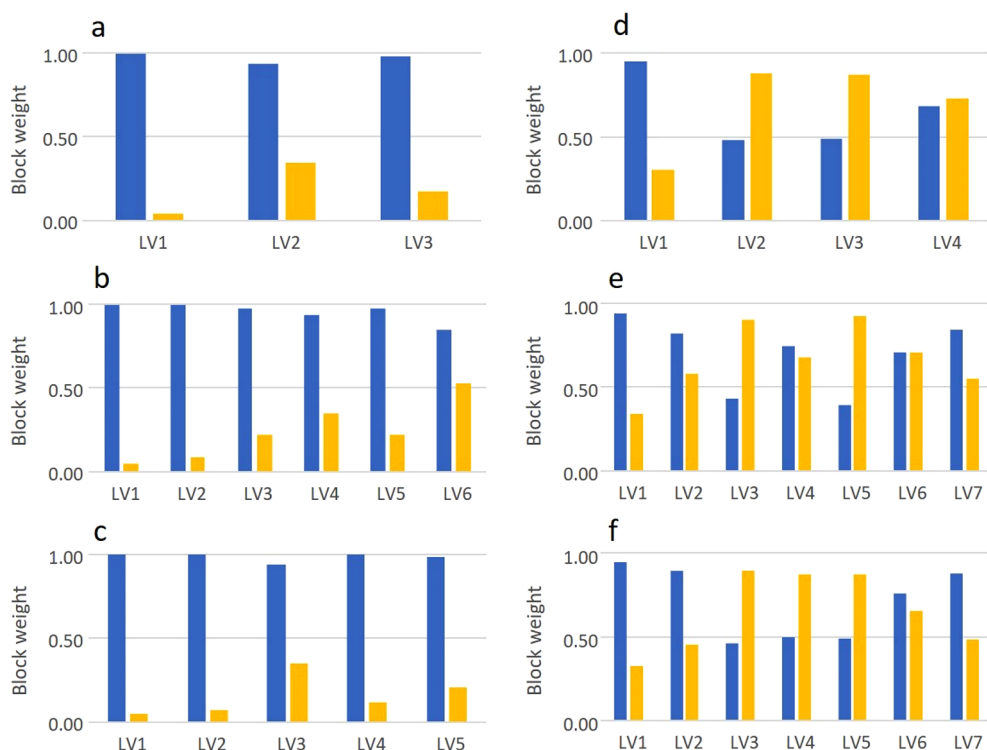 a
1.00
0.50
0.00
Block weight
LV1 LV2 LV3
d
1.00
0.50
0.00
Block weight
LV1 LV2 LV3 LV4
b
1.00
0.50
0.00
Block weight
LV1 LV2 LV3 LV4 LV5 LV6
e
1.00
0.50
0.00
Block weight
LV1 LV2 LV3 LV4 LV5 LV6 LV7
c
1.00
0.50
0.00
Block weight
LV1 LV2 LV3 LV4 LV5
f
1.00
0.50
0.00
Block weight
LV1 LV2 LV3 LV4 LV5 LV6 LV7